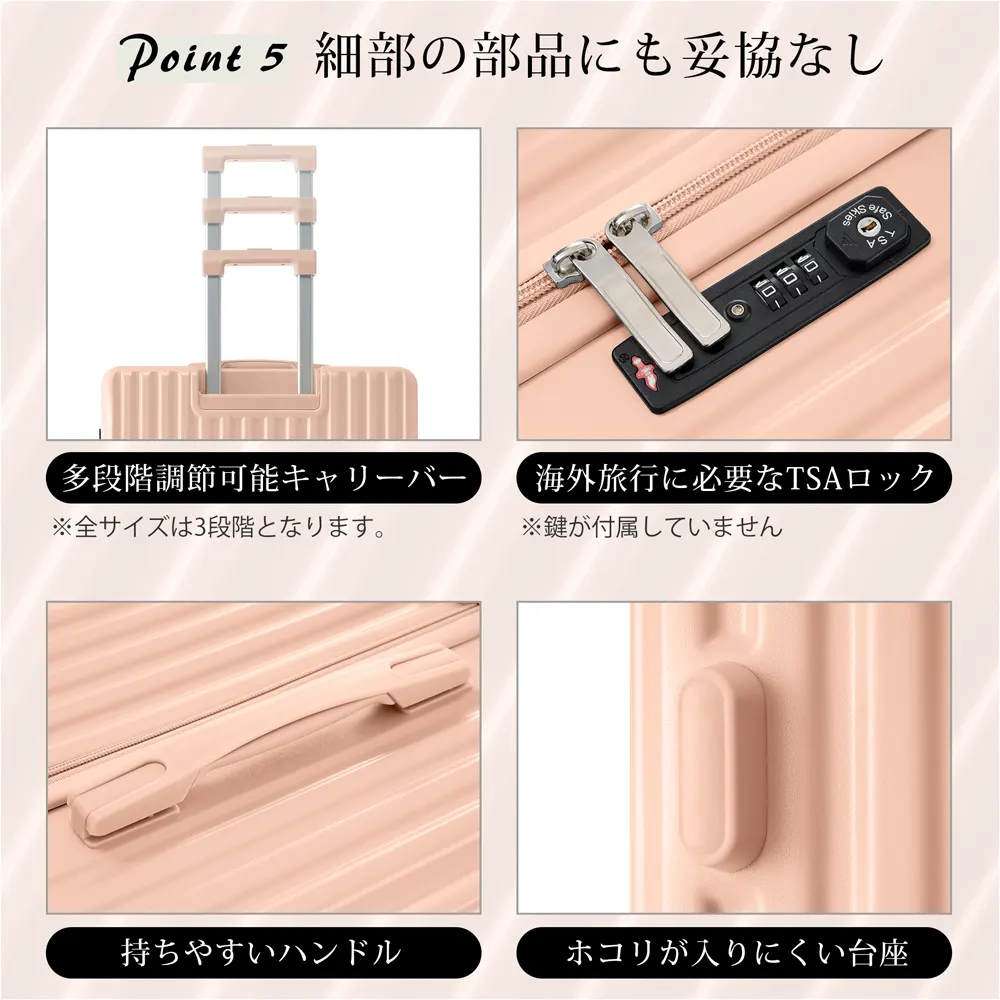 Point 5 細部の部品にも妥協なし
Safe Skies
TSA
0 0 0
多段階調節可能キャリーバー
※全サイズは3段階となります。
海外旅行に必要なTSAロック
※鍵が付属していません
持ちやすいハンドル
ホコリが入りにくい台座